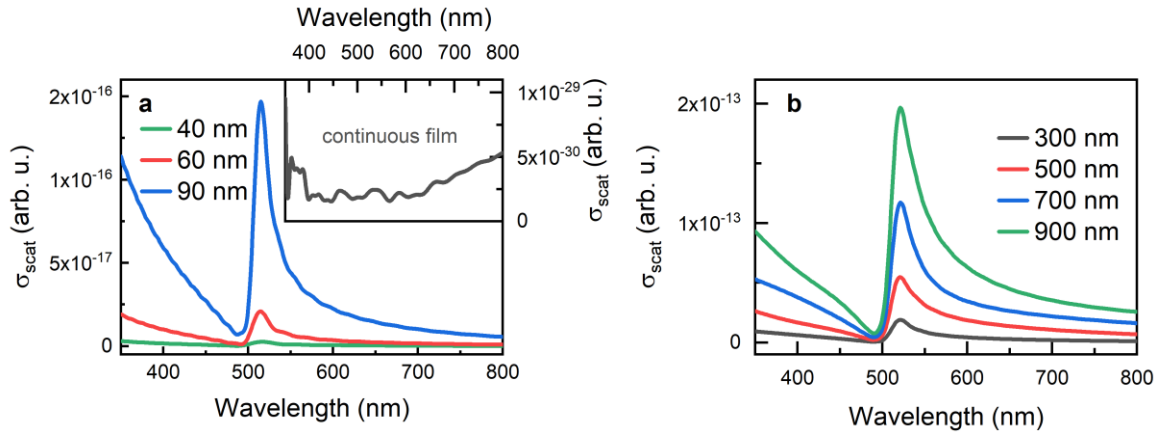 Wavelength (nm)
400 500 600 700 800
a
40 nm
60 nm
90 nm
continuous film
2x10⁻¹⁶
1x10⁻¹⁶
5x10⁻¹⁷
0
σscat (arb. u.)
1x10⁻²⁹
5x10⁻³⁰
0
σscat (arb. u.)
400 500 600 700 800
Wavelength (nm)
b
300 nm
500 nm
700 nm
900 nm
2x10⁻¹³
1x10⁻¹³
0
σscat (arb. u.)
400 500 600 700 800
Wavelength (nm)